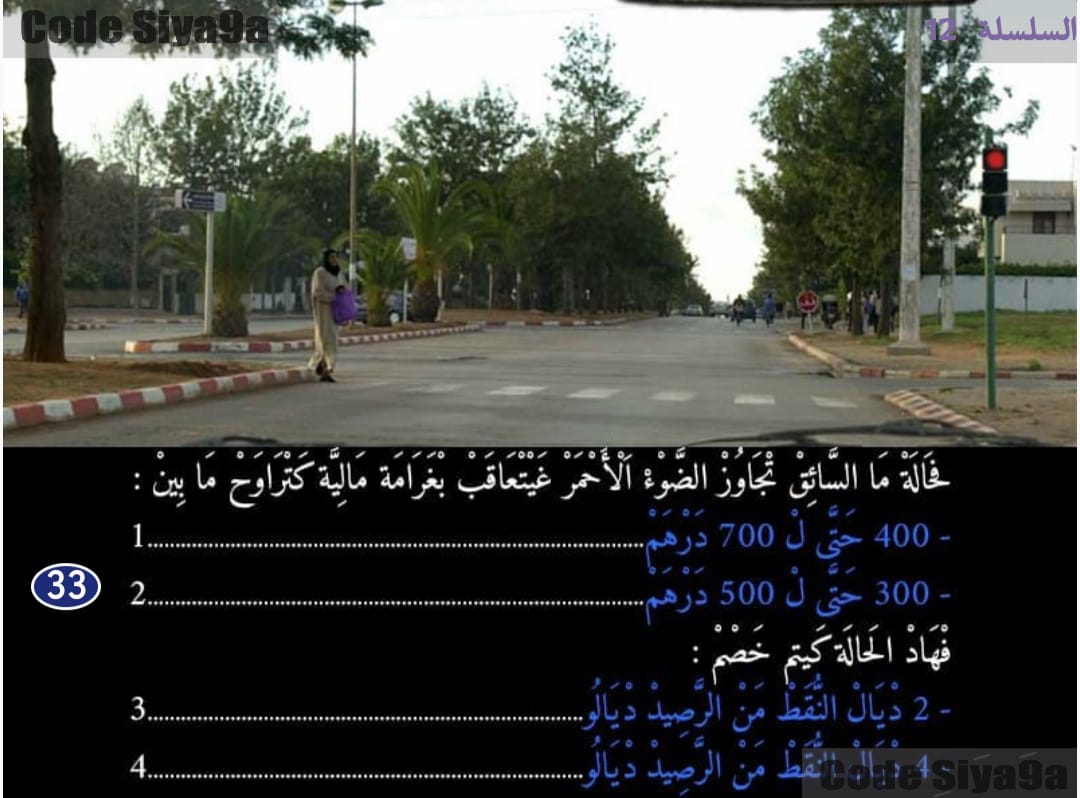 Code Siya9a
السلسلة 12
فْحَالَةْ مَا السَّائِقْ تْجَاوُزْ الضَّوْءْ اَلْأَحْمَرْ غَيْتْعَاقَبْ بْغَرَامَة مَالِيَّة كَتْرَاوَحْ مَا بِينْ :
- 400 حَتَّى لْ 700 دَرْهَمْ......................................................1
- 300 حَتَّى لْ 500 دَرْهَمْ......................................................2
33
فْهَادْ الحَالَة كَيتم خَصْمْ :
- 2 دْيَالْ النُّقَطْ مَنْ الرَّصِيدْ دْيَالُو......................................................3
- 4 دْيَالْ النُّقَطْ مَنْ الرَّصِيدْ دْيَالُو......................................................4
Code Siya9a